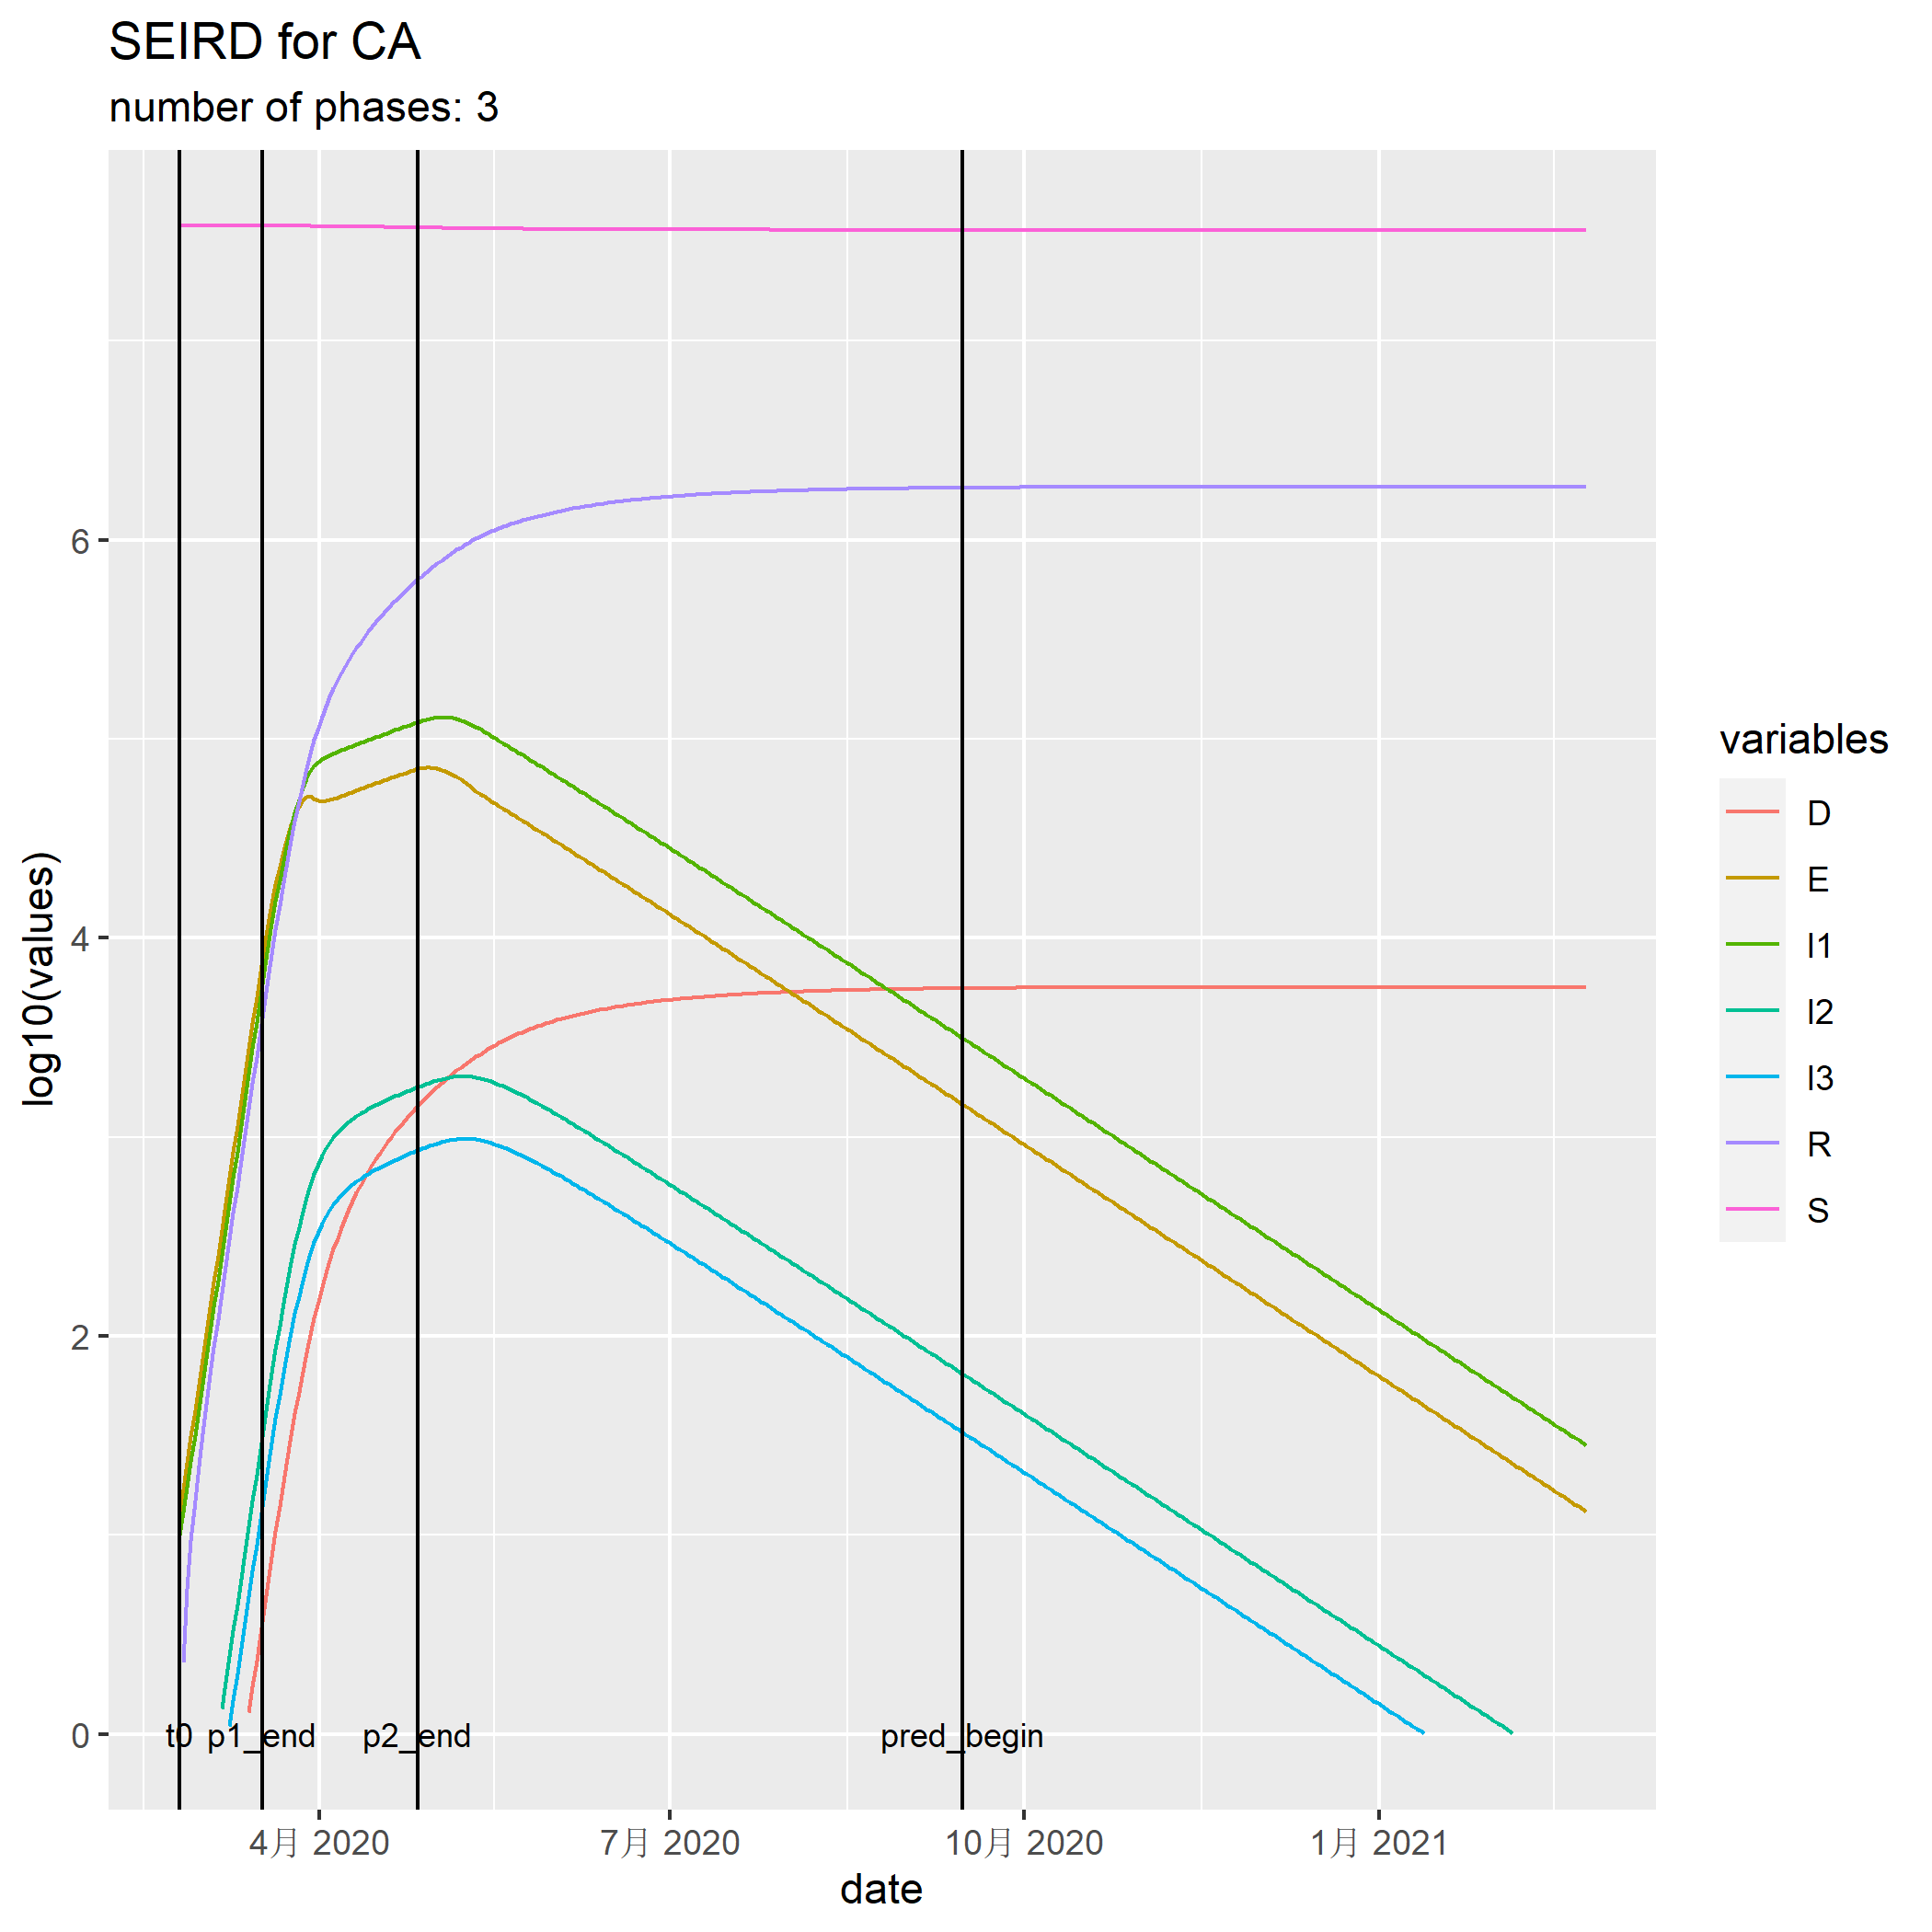 SEIRD for CA
number of phases: 3
log10(values)
6
4
2
0
t0
p1_end
p2_end
pred_begin
4月 2020
7月 2020
10月 2020
1月 2021
date
variables
D
E
I1
I2
I3
R
S